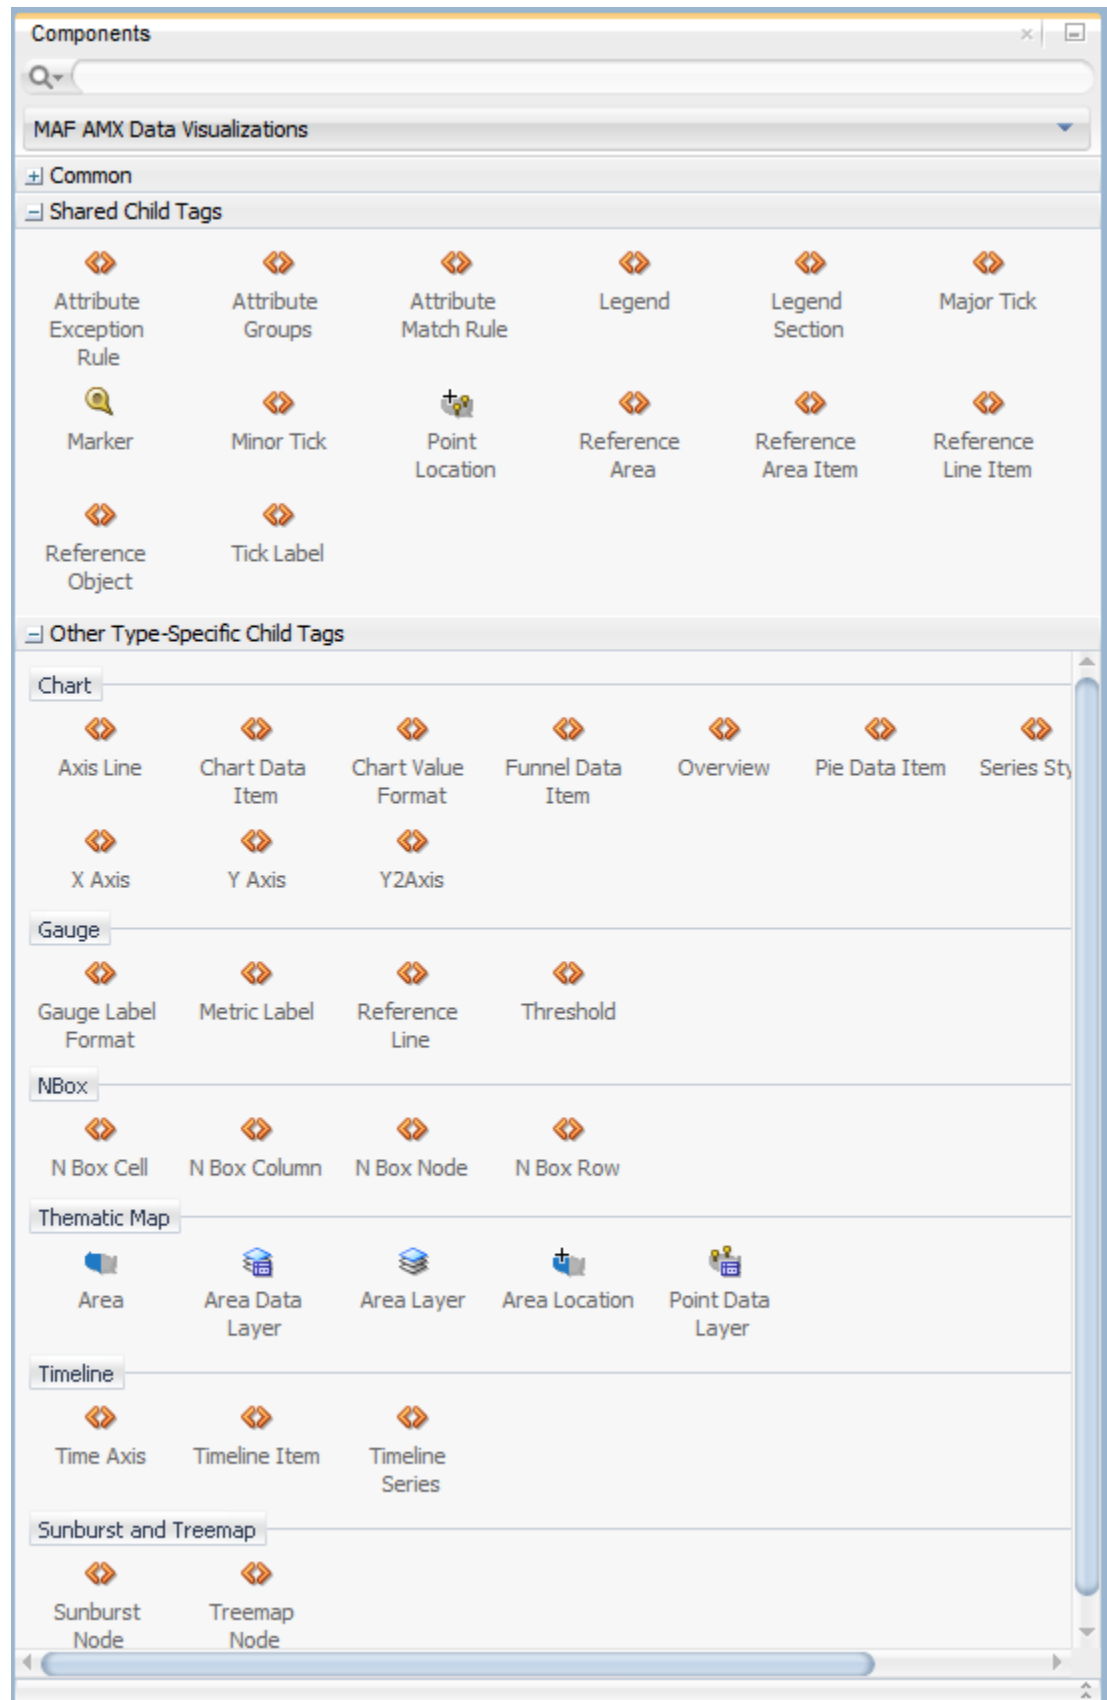 Components
MAF AMX Data Visualizations
Common
Shared Child Tags
Attribute Exception Rule
Attribute Groups
Attribute Match Rule
Legend
Legend Section
Major Tick
Marker
Minor Tick
Point Location
Reference Area
Reference Area Item
Reference Line Item
Reference Object
Tick Label
Other Type-Specific Child Tags
Chart
Axis Line
Chart Data Item
Chart Value Format
Funnel Data Item
Overview
Pie Data Item
Series Sty
X Axis
Y Axis
Y2Axis
Gauge
Gauge Label Format
Metric Label
Reference Line
Threshold
NBox
N Box Cell
N Box Column
N Box Node
N Box Row
Thematic Map
Area
Area Data Layer
Area Layer
Area Location
Point Data Layer
Timeline
Time Axis
Timeline Item
Timeline Series
Sunburst and Treemap
Sunburst Node
Treemap Node